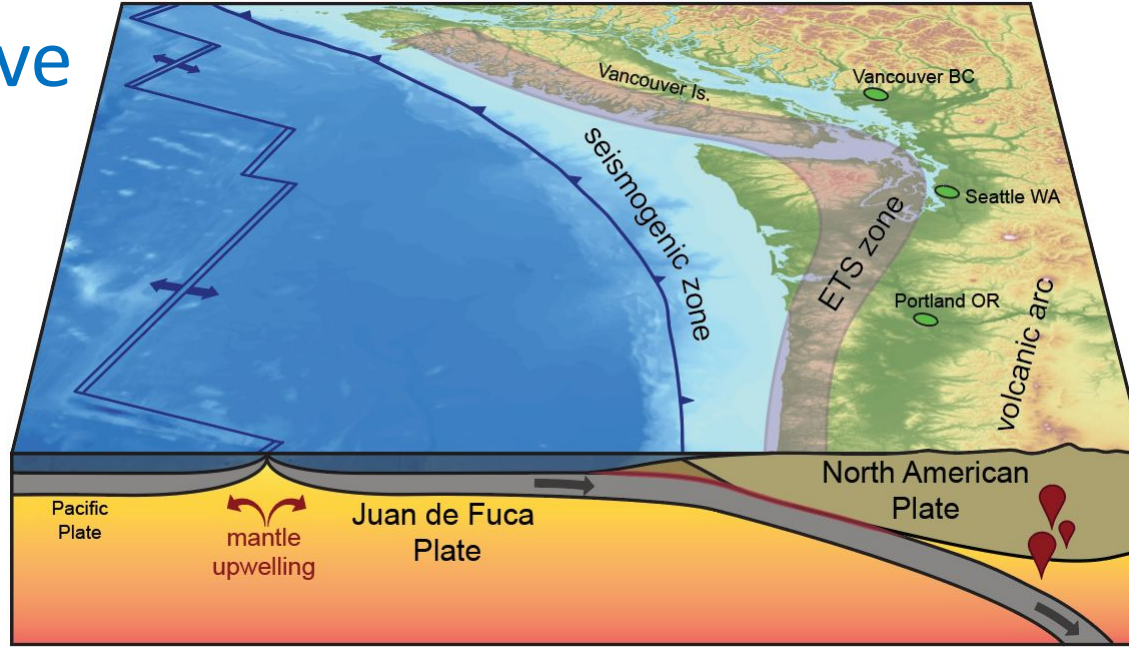 ve
Vancouver Is.
Vancouver BC
seismogenic zone
Seattle WA
ETS zone
Portland OR
volcanic arc
North American
Plate
Pacific
Plate
Juan de Fuca
Plate
mantle
upwelling